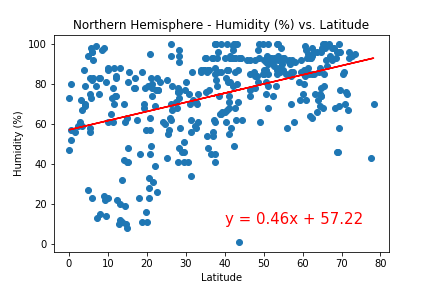 Northern Hemisphere - Humidity (%) vs. Latitude
100
80
60
40
20
0
Humidity (%)
y = 0.46x + 57.22
0 10 20 30 40 50 60 70 80
Latitude